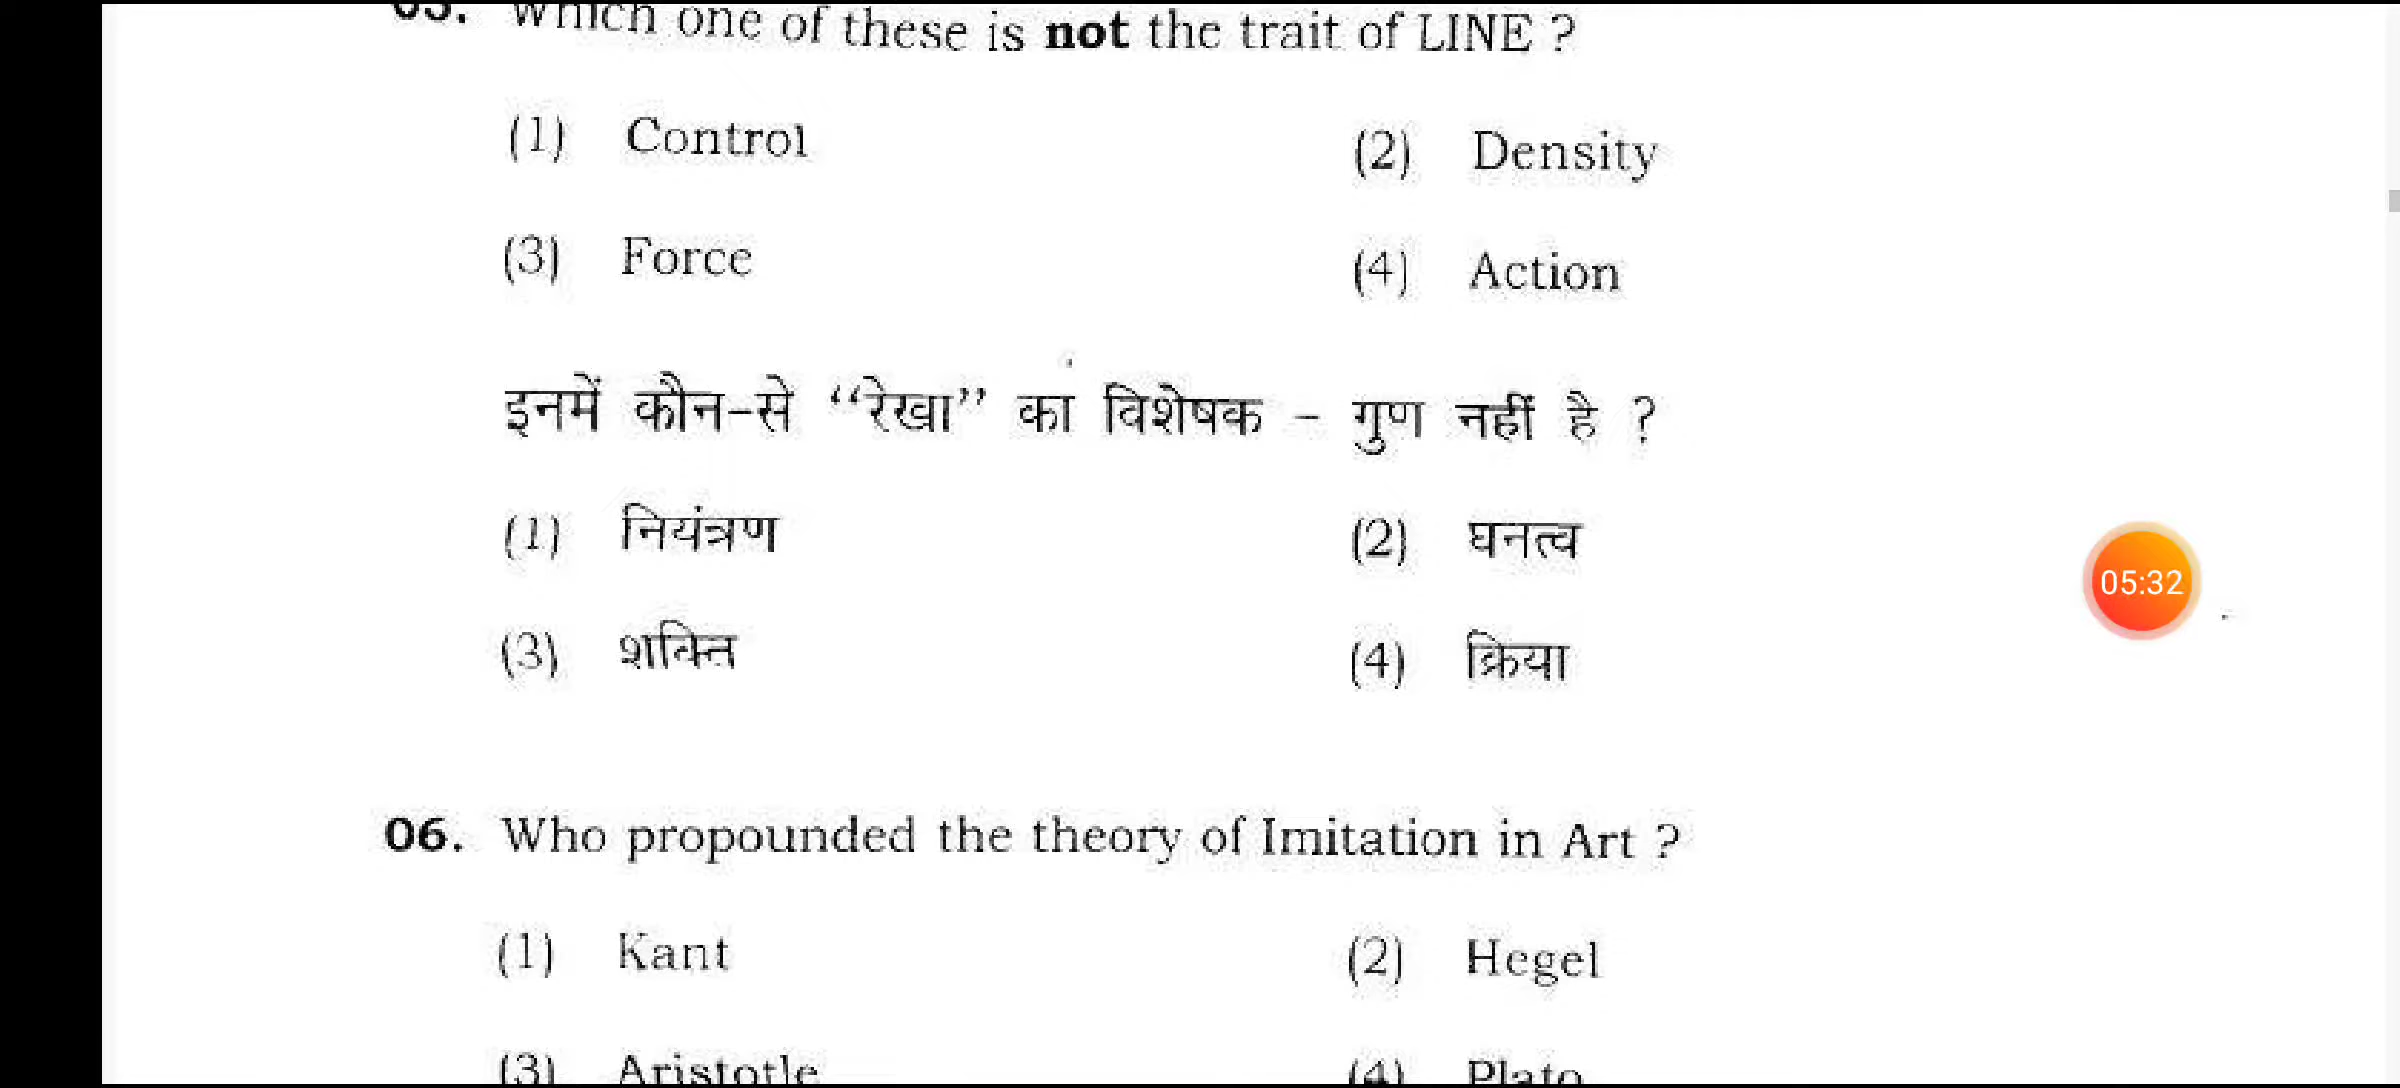 05. Which one of these is not the trait of LINE ?
(1) Control (2) Density
(3) Force (4) Action
इनमें कौन-से “रेखा” का विशेषक - गुण नहीं है ?
(1) नियंत्रण (2) घनत्व
(3) शक्ति (4) क्रिया
05:32
06. Who propounded the theory of Imitation in Art ?
(1) Kant (2) Hegel
(3) Aristotle (4) Plato